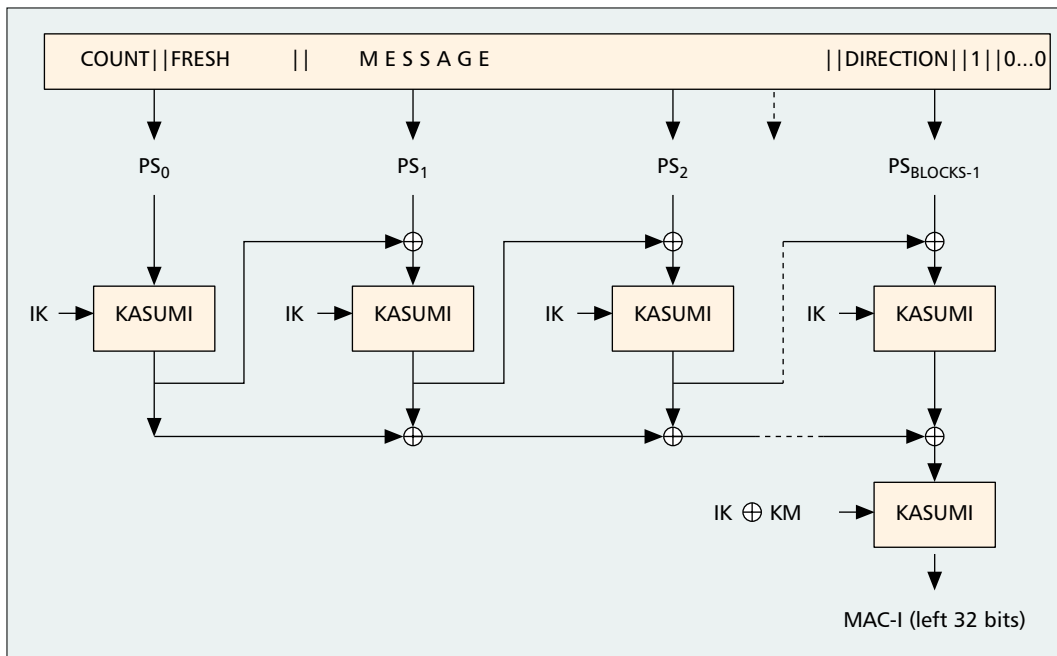 COUNT||FRESH || M E S S A G E ||DIRECTION||1||0...0
PS0 PS1 PS2 PSBLOCKS-1
IK KASUMI IK KASUMI IK KASUMI IK KASUMI
IK ⊕ KM KASUMI
MAC-I (left 32 bits)